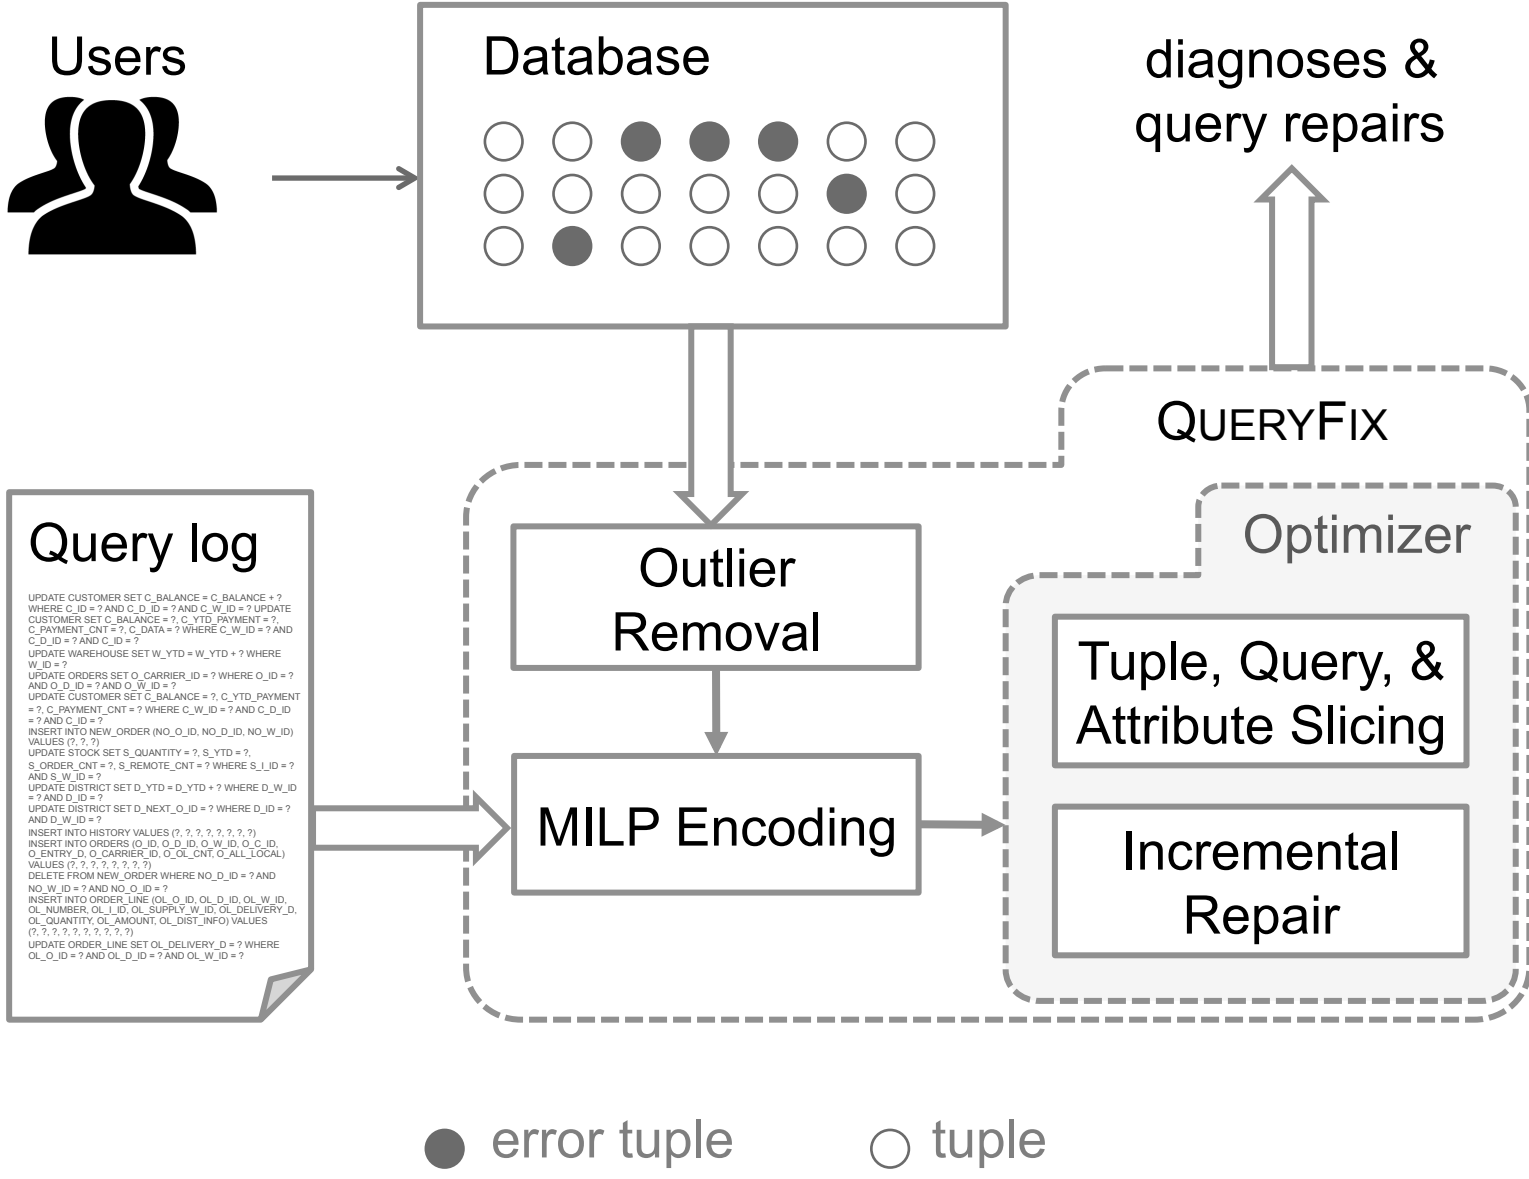 Users
Database
diagnoses &
query repairs
QUERYFIX
Query log
UPDATE CUSTOMER SET C_BALANCE = C_BALANCE + ?
WHERE C_ID = ? AND C_D_ID = ? AND C_W_ID = ? UPDATE
CUSTOMER SET C_BALANCE = ?, C_YTD_PAYMENT = ?,
C_PAYMENT_CNT = ?, C_DATA = ? WHERE C_W_ID = ? AND
C_D_ID = ? AND C_ID = ?
UPDATE WAREHOUSE SET W_YTD = W_YTD + ? WHERE
W_ID = ?
UPDATE ORDERS SET O_CARRIER_ID = ? WHERE O_ID = ?
AND O_D_ID = ? AND O_W_ID = ?
UPDATE CUSTOMER SET C_BALANCE = ?, C_YTD_PAYMENT
= ?, C_PAYMENT_CNT = ? WHERE C_W_ID = ? AND C_D_ID
= ? AND C_ID = ?
INSERT INTO NEW_ORDER (NO_O_ID, NO_D_ID, NO_W_ID)
VALUES (?, ?, ?)
UPDATE STOCK SET S_QUANTITY = ?, S_YTD = ?,
S_ORDER_CNT = ?, S_REMOTE_CNT = ? WHERE S_I_ID = ?
AND S_W_ID = ?
UPDATE DISTRICT SET D_YTD = D_YTD + ? WHERE D_W_ID
= ? AND D_ID = ?
UPDATE DISTRICT SET D_NEXT_O_ID = ? WHERE D_ID = ?
AND D_W_ID = ?
INSERT INTO HISTORY VALUES (?, ?, ?, ?, ?, ?, ?, ?)
INSERT INTO ORDERS (O_ID, O_D_ID, O_W_ID, O_C_ID,
O_ENTRY_D, O_CARRIER_ID, O_OL_CNT, O_ALL_LOCAL)
VALUES (?, ?, ?, ?, ?, ?, ?, ?)
DELETE FROM NEW_ORDER WHERE NO_D_ID = ? AND
NO_W_ID = ? AND NO_O_ID = ?
INSERT INTO ORDER_LINE (OL_O_ID, OL_D_ID, OL_W_ID,
OL_NUMBER, OL_I_ID, OL_SUPPLY_W_ID, OL_DELIVERY_D,
OL_QUANTITY, OL_AMOUNT, OL_DIST_INFO) VALUES
(?, ?, ?, ?, ?, ?, ?, ?, ?, ?)
UPDATE ORDER_LINE SET OL_DELIVERY_D = ? WHERE
OL_O_ID = ? AND OL_D_ID = ? AND OL_W_ID = ?
Outlier
Removal
MILP Encoding
Optimizer
Tuple, Query, &
Attribute Slicing
Incremental
Repair
error tuple
tuple